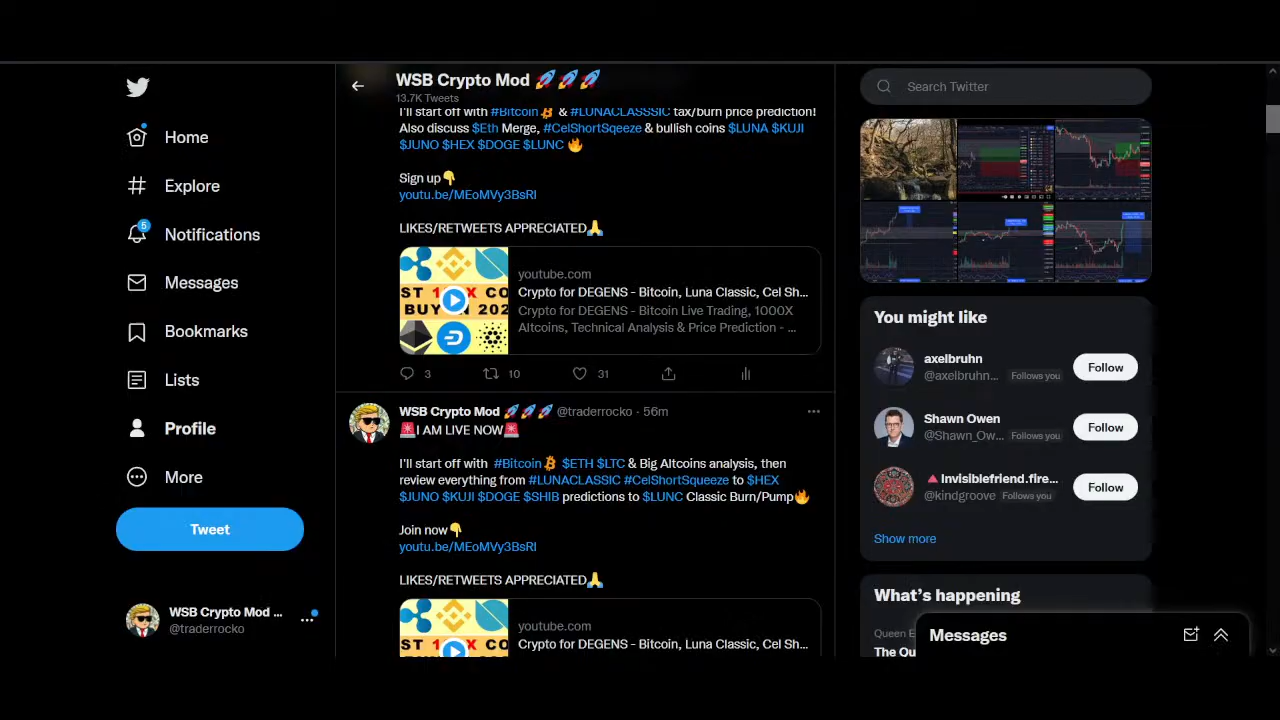 Home
Explore
5
Notifications
Messages
Bookmarks
Lists
Profile
More
Tweet
WSB Crypto Mod ...
@traderrocko
WSB Crypto Mod 🚀🚀🚀
13.7K Tweets
I'll start off with #Bitcoin & #LUNACLASSSIC tax/burn price prediction!
Also discuss $Eth Merge, #CelShortSqeeze & bullish coins $LUNA $KUJI
$JUNO $HEX $DOGE $LUNC 🔥
Sign up👇
youtu.be/MEoMVy3BsRI
LIKES/RETWEETS APPRECIATED🙏
youtube.com
Crypto for DEGENS - Bitcoin, Luna Classic, Cel Sh...
Crypto for DEGENS - Bitcoin Live Trading, 1000X
Altcoins, Technical Analysis & Price Prediction - ...
3 10 31
WSB Crypto Mod 🚀🚀🚀 @traderrocko · 56m
🚨I AM LIVE NOW🚨
I'll start off with #Bitcoin $ETH $LTC & Big Altcoins analysis, then
review everything from #LUNACLASSIC #CelShortSqueeze to $HEX
$JUNO $KUJI $DOGE $SHIB predictions to $LUNC Classic Burn/Pump🔥
Join now👇
youtu.be/MEoMVy3BsRI
LIKES/RETWEETS APPRECIATED🙏
youtube.com
Crypto for DEGENS - Bitcoin, Luna Classic, Cel Sh...
Search Twitter
You might like
axelbruhn
@axelbruhn... Follows you
Follow
Shawn Owen
@Shawn_Ow... Follows you
Follow
🔺Invisiblefriend.fire...
@kindgroove Follows you
Follow
Show more
What's happening
Queen E
The Qu
Messages